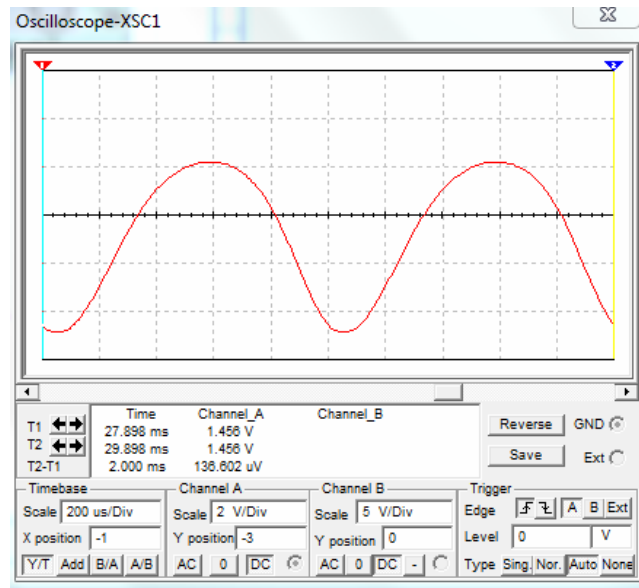 Oscilloscope-XSC1
1
2
Time Channel_A Channel_B
T1 27.898 ms 1.456 V
T2 29.898 ms 1.456 V
T2-T1 2.000 ms 136.602 uV
Reverse GND
Save Ext
Timebase
Scale 200 us/Div
X position -1
Y/T Add B/A A/B
Channel A
Scale 2 V/Div
Y position -3
AC 0 DC
Channel B
Scale 5 V/Div
Y position 0
AC 0 DC -
Trigger
Edge A B Ext
Level 0 V
Type Sing. Nor. Auto None